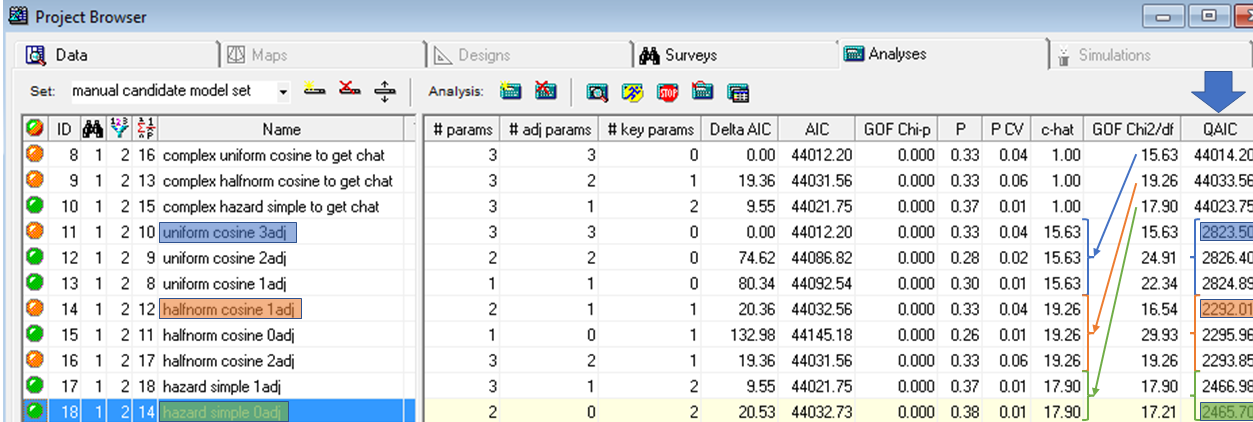 Project Browser
Data Maps Designs Surveys Analyses Simulations
Set: manual candidate model set Analysis: STOP
ID Name # params # adj params # key params Delta AIC AIC GOF Chi-p P P CV c-hat GOF Chi2/df QAIC
8 1 2 16 complex uniform cosine to get chat 3 3 0 0.00 44012.20 0.000 0.33 0.04 1.00 15.63 44014.20
9 1 2 13 complex halfnorm cosine to get chat 3 2 1 19.36 44031.56 0.000 0.33 0.06 1.00 19.26 44033.56
10 1 2 15 complex hazard simple to get chat 3 1 2 9.55 44021.75 0.000 0.37 0.01 1.00 17.90 44023.75
11 1 2 10 uniform cosine 3adj 3 3 0 0.00 44012.20 0.000 0.33 0.04 15.63 15.63 2823.50
12 1 2 9 uniform cosine 2adj 2 2 0 74.62 44086.82 0.000 0.28 0.02 15.63 24.91 2826.40
13 1 2 8 uniform cosine 1adj 1 1 0 80.34 44092.54 0.000 0.30 0.01 15.63 22.34 2824.89
14 1 2 12 halfnorm cosine 1adj 2 1 1 20.36 44032.56 0.000 0.33 0.04 19.26 16.54 2292.01
15 1 2 11 halfnorm cosine 0adj 1 0 1 132.98 44145.18 0.000 0.26 0.01 19.26 29.93 2295.96
16 1 2 17 halfnorm cosine 2adj 3 2 1 19.36 44031.56 0.000 0.33 0.06 19.26 19.26 2293.85
17 1 2 18 hazard simple 1adj 3 1 2 9.55 44021.75 0.000 0.37 0.01 17.90 17.90 2466.98
18 1 2 14 hazard simple 0adj 2 0 2 20.53 44032.73 0.000 0.38 0.01 17.90 17.21 2465.70